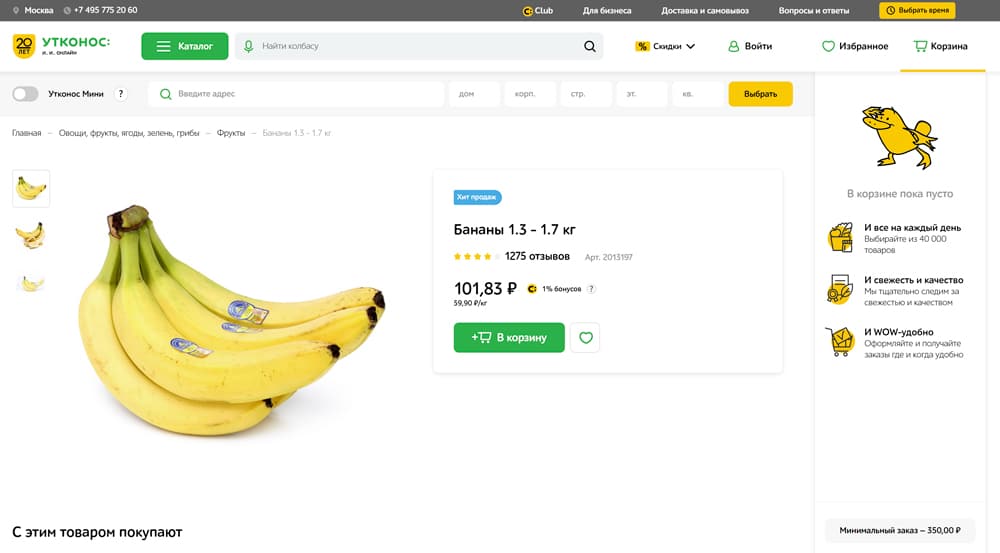 Москва
+7 495 775 20 60
Club
Для бизнеса
Доставка и самовывоз
Вопросы и ответы
Выбрать время
20 ЛЕТ
УТКОНОС:
И. И. ОНЛАЙН
Каталог
Найти колбасу
% Скидки
Войти
Избранное
Корзина
Утконос Мини
?
Введите адрес
дом
корп.
стр.
эт.
кв.
Выбрать
Главная – Овощи, фрукты, ягоды, зелень, грибы – Фрукты – Бананы 1.3 - 1.7 кг
Хит продаж
Бананы 1.3 - 1.7 кг
1275 отзывов
Арт. 2013197
101,83 ₽
1% бонусов
?
59,90 ₽/кг
+ В корзину
В корзине пока пусто
И все на каждый день
Выбирайте из 40 000
товаров
И свежесть и качество
Мы тщательно следим за
свежестью и качеством
И WOW-удобно
Оформляйте и получайте
заказы где и когда удобно
С этим товаром покупают
Минимальный заказ – 350,00 ₽